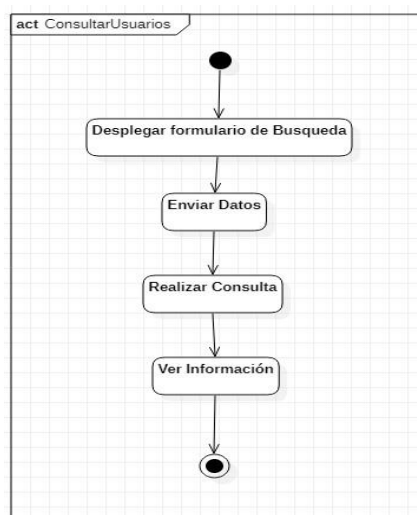 act ConsultarUsuarios
Desplegar formulario de Busqueda
Enviar Datos
Realizar Consulta
Ver Información